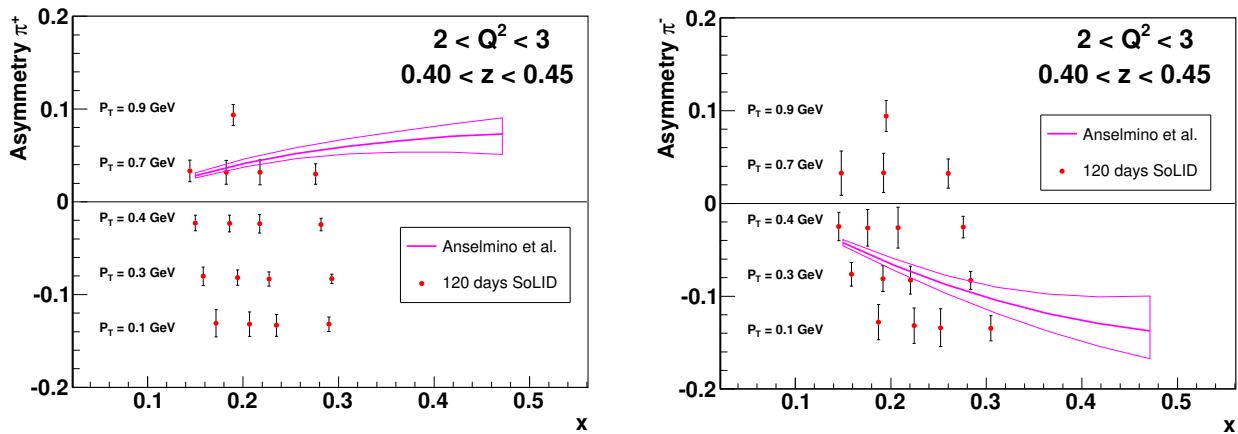 0.2
0.1
0
-0.1
-0.2
Asymmetry π⁺
2 < Q² < 3
0.40 < z < 0.45
P_T = 0.9 GeV
P_T = 0.7 GeV
P_T = 0.4 GeV
P_T = 0.3 GeV
P_T = 0.1 GeV
Anselmino et al.
120 days SoLID
0.1 0.2 0.3 0.4 0.5
x
0.2
0.1
0
-0.1
-0.2
Asymmetry π⁻
2 < Q² < 3
0.40 < z < 0.45
P_T = 0.9 GeV
P_T = 0.7 GeV
P_T = 0.4 GeV
P_T = 0.3 GeV
P_T = 0.1 GeV
Anselmino et al.
120 days SoLID
0.1 0.2 0.3 0.4 0.5
x